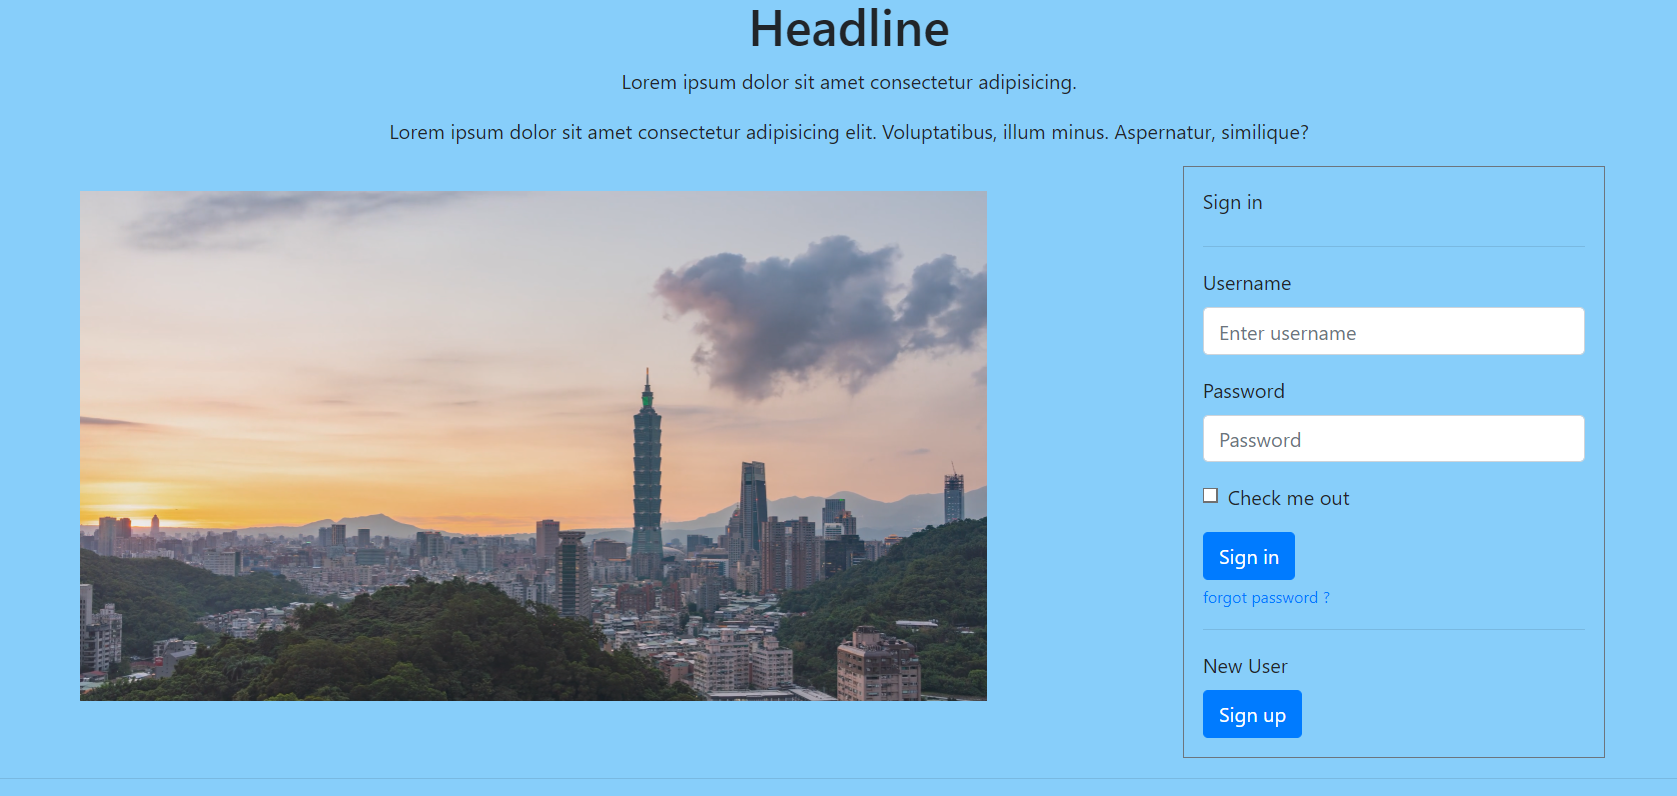 Headline
Lorem ipsum dolor sit amet consectetur adipisicing.
Lorem ipsum dolor sit amet consectetur adipisicing elit. Voluptatibus, illum minus. Aspernatur, similique?
Sign in
Username
Enter username
Password
Password
Check me out
Sign in
forgot password ?
New User
Sign up